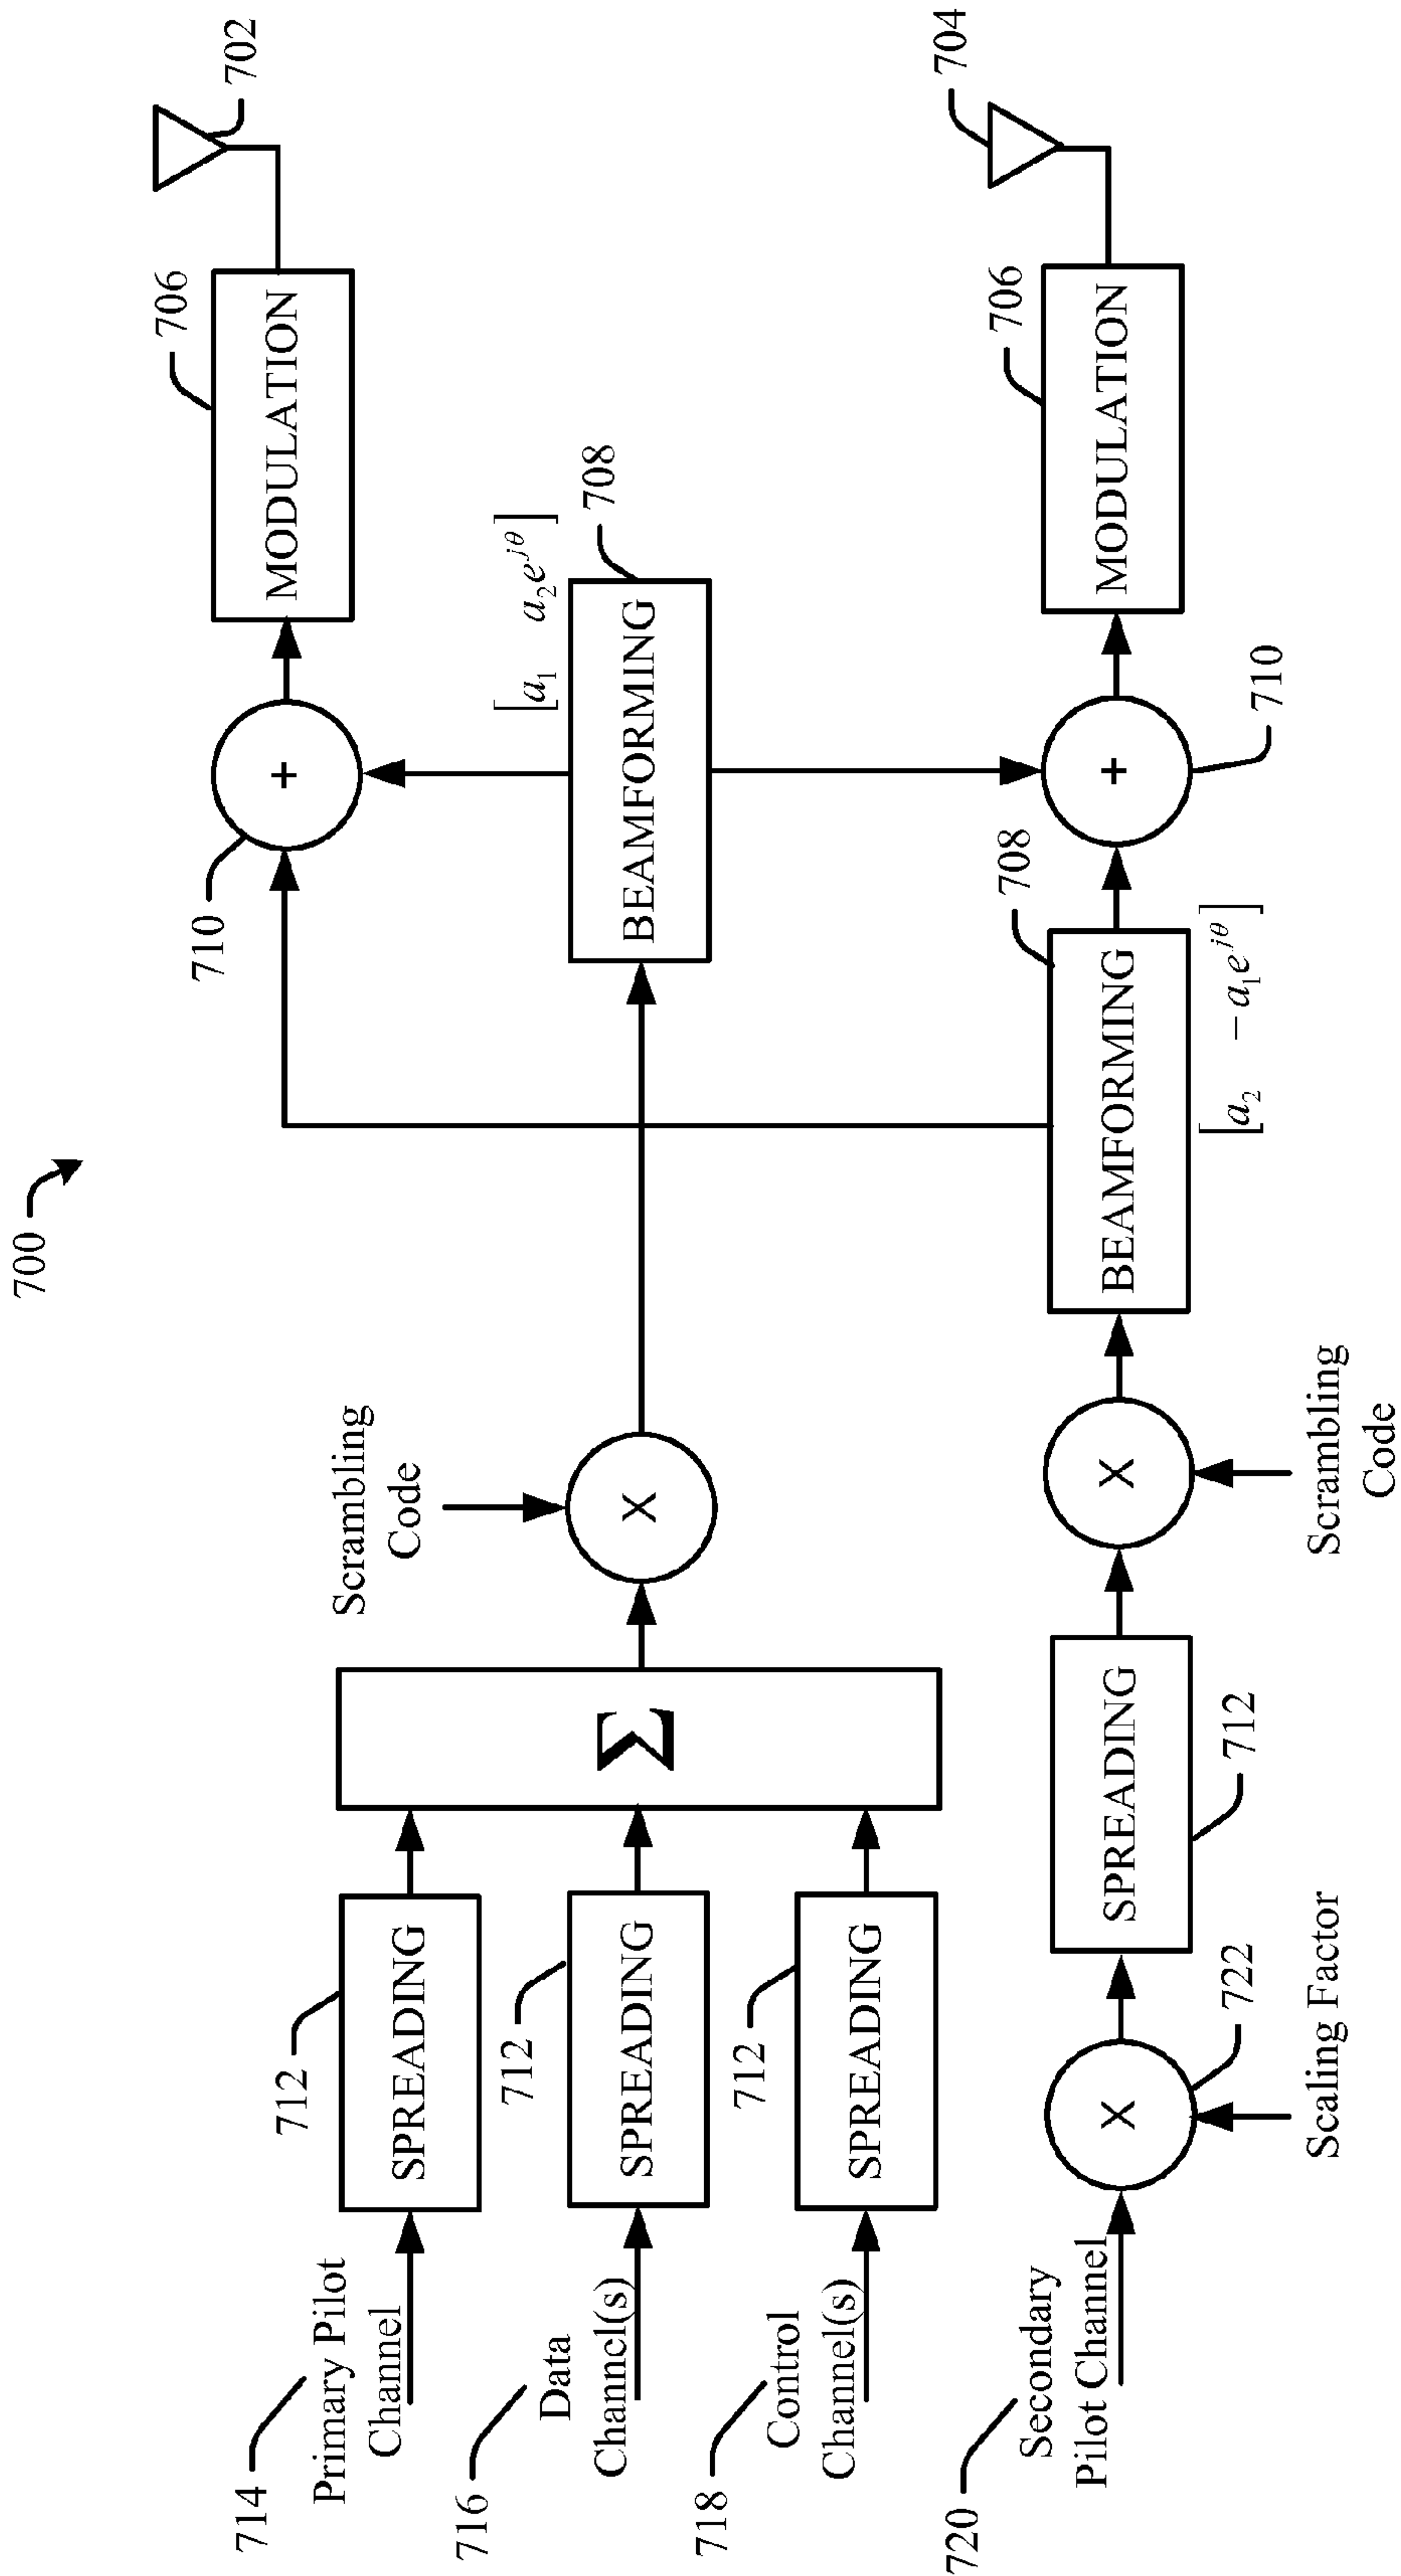 700
702
706
710
MODULATION
+
714
Primary Pilot
Channel
712
SPREADING
Scrambling
Code
716
Data
Channel(s)
712
SPREADING
Σ
X
[a₁ a₂e^{jθ}]
708
BEAMFORMING
718
Control
Channel(s)
712
SPREADING
720
Secondary
Pilot Channel
X
722
Scaling Factor
SPREADING
712
X
Scrambling
Code
708
BEAMFORMING
[a₂ −a₁e^{jθ}]
+
710
706
MODULATION
704